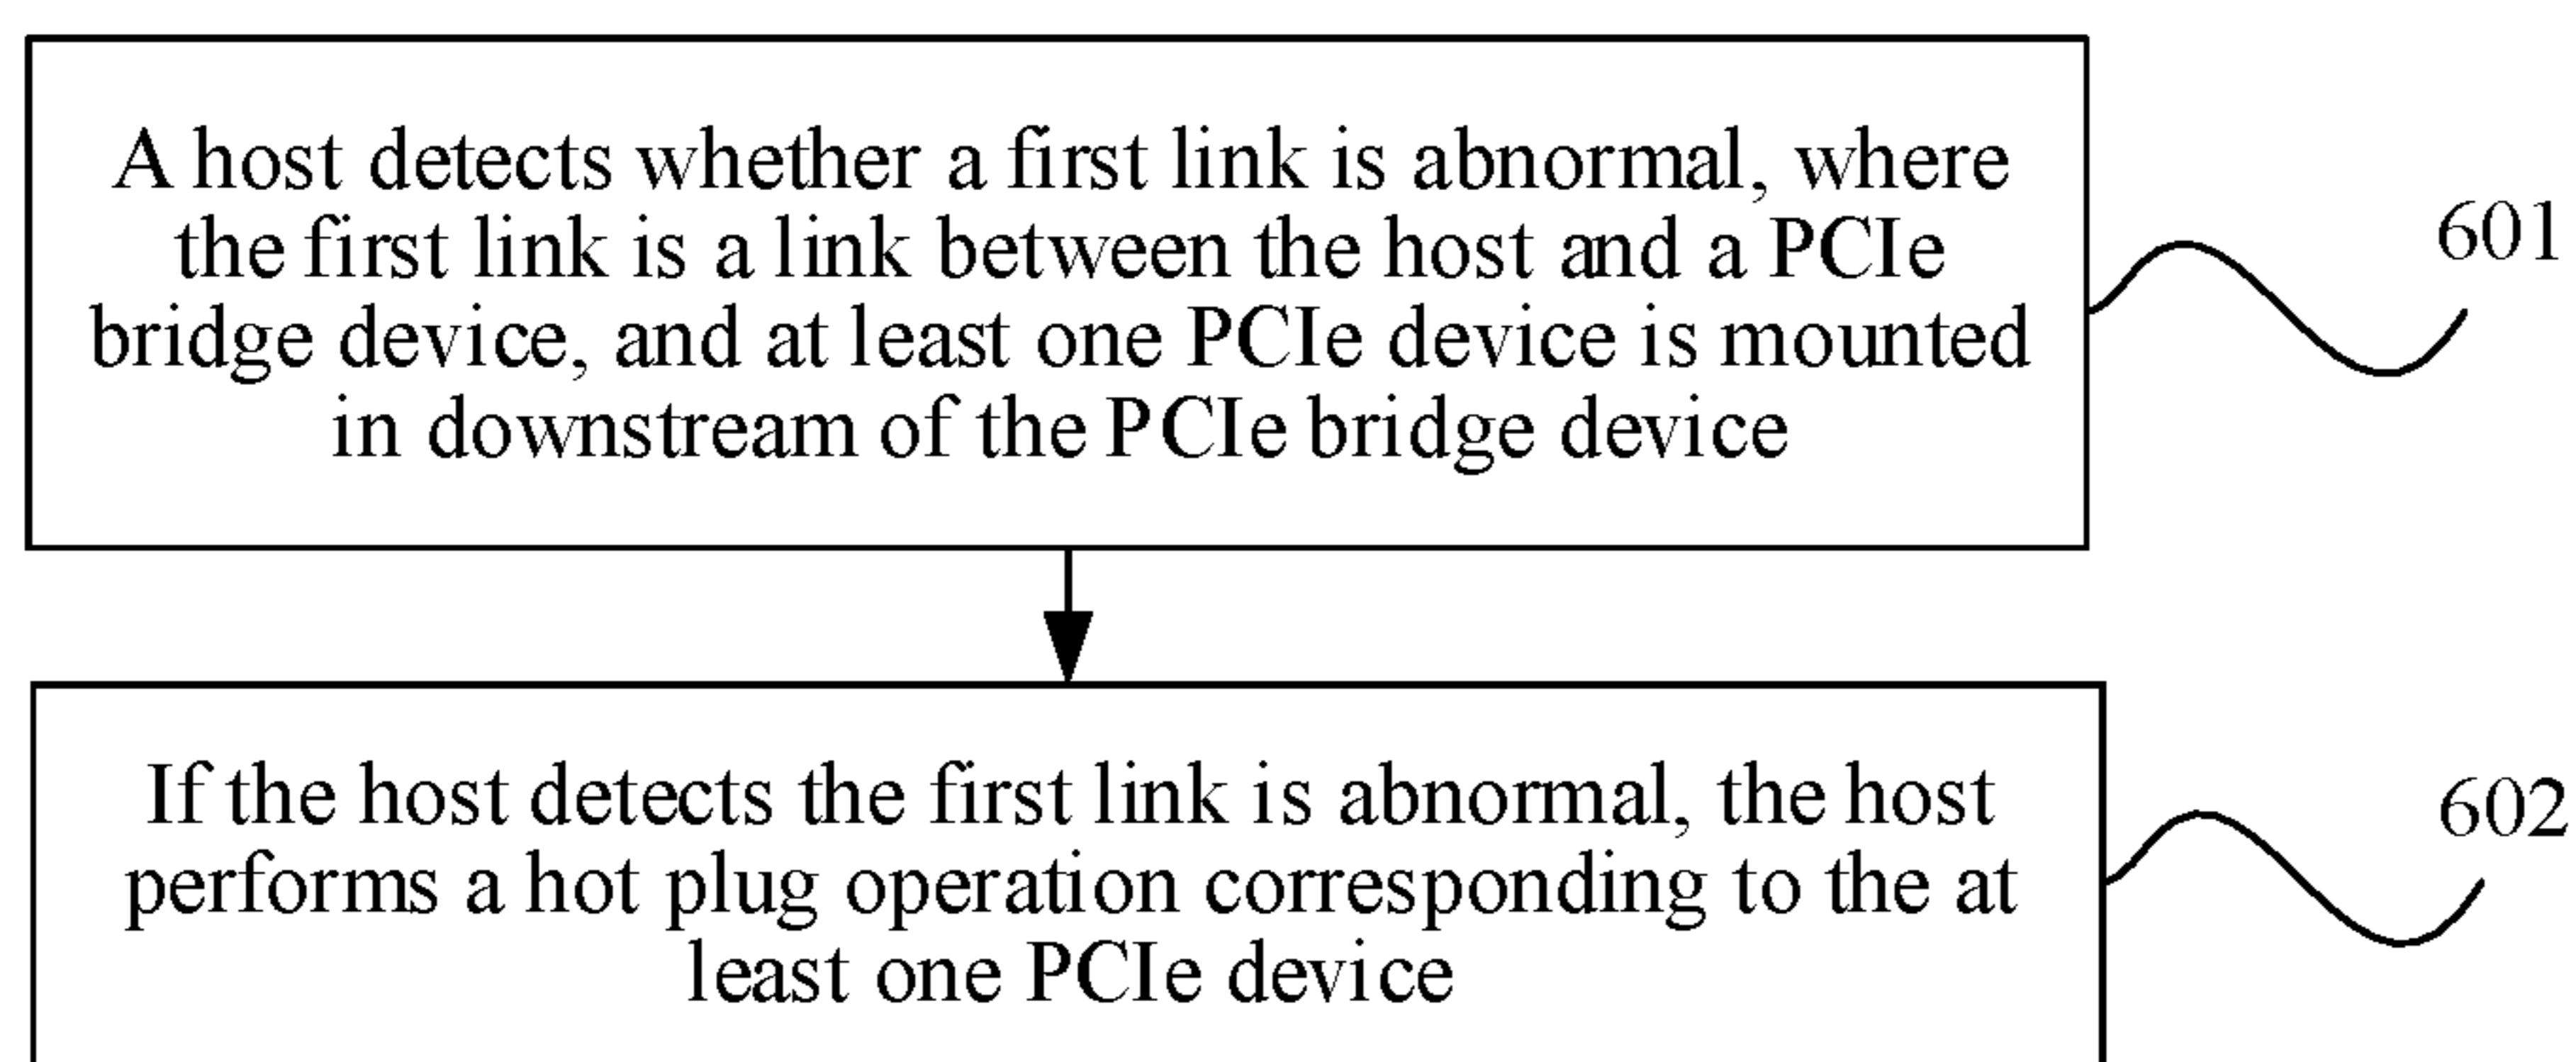 A host detects whether a first link is abnormal, where
the first link is a link between the host and a PCIe
bridge device, and at least one PCIe device is mounted
in downstream of the PCIe bridge device
601
If the host detects the first link is abnormal, the host
performs a hot plug operation corresponding to the at
least one PCIe device
602